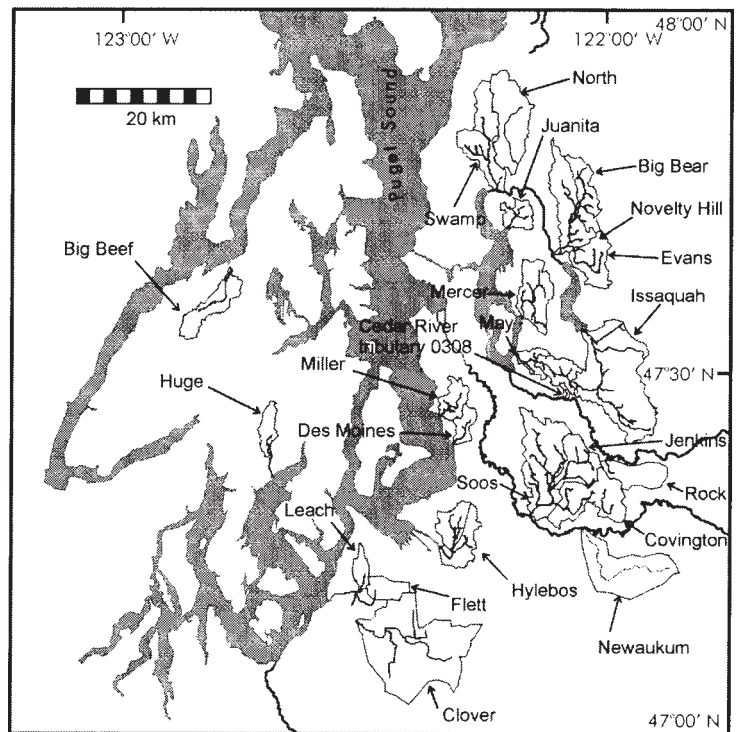 123°00' W
122°00' W
48°00' N
20 km
Puget Sound
North
Juanita
Big Bear
Swamp
Novelty Hill
Evans
Big Beef
Mercer
Issaquah
Cedar River
tributary 0308
May
Miller
47°30' N
Huge
Des Moines
Jenkins
Soos
Rock
Leach
Covington
Hylebos
Flett
Newaukum
Clover
47°00' N